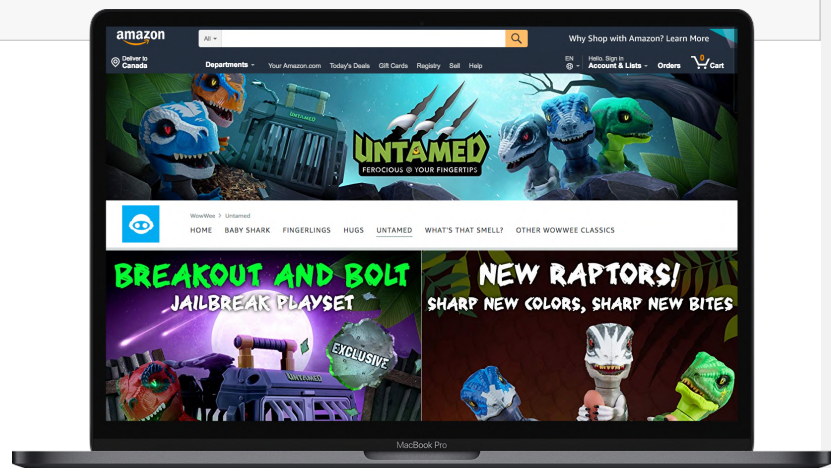 amazon
All
Why Shop with Amazon? Learn More
Deliver to
Canada
Departments
Your Amazon.com Today's Deals Gift Cards Registry Sell Help
EN
Hello. Sign in
Account & Lists
Orders
0
Cart
UNTAMED
UNTAMED™
FEROCIOUS @ YOUR FINGERTIPS
WowWee > Untamed
HOME BABY SHARK FINGERLINGS HUGS UNTAMED WHAT'S THAT SMELL? OTHER WOWWEE CLASSICS
BREAKOUT AND BOLT
JAILBREAK PLAYSET
EXCLUSIVE
UNTAMED
NEW RAPTORS!
SHARP NEW COLORS, SHARP NEW BITES
MacBook Pro